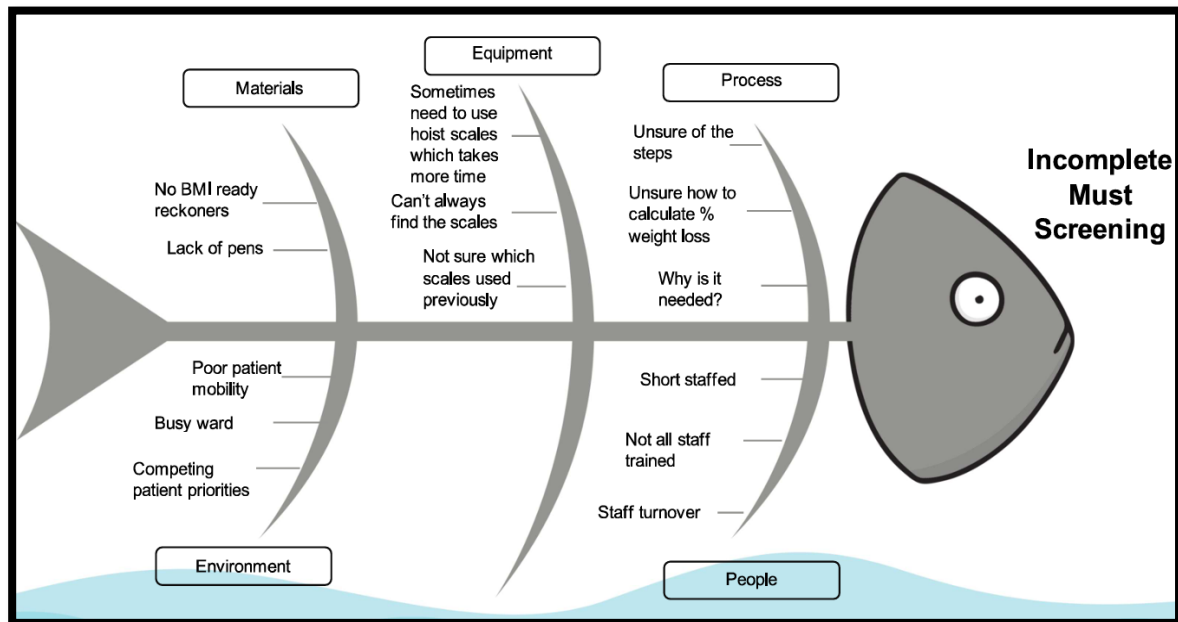 Equipment
Materials
Process
Sometimes
need to use
hoist scales
which takes
more time
Can't always
find the scales
Not sure which
scales used
previously
No BMI ready
reckoners
Lack of pens
Unsure of the
steps
Unsure how to
calculate %
weight loss
Why is it
needed?
Incomplete
Must
Screening
Poor patient
mobility
Busy ward
Competing
patient priorities
Short staffed
Not all staff
trained
Staff turnover
Environment
People